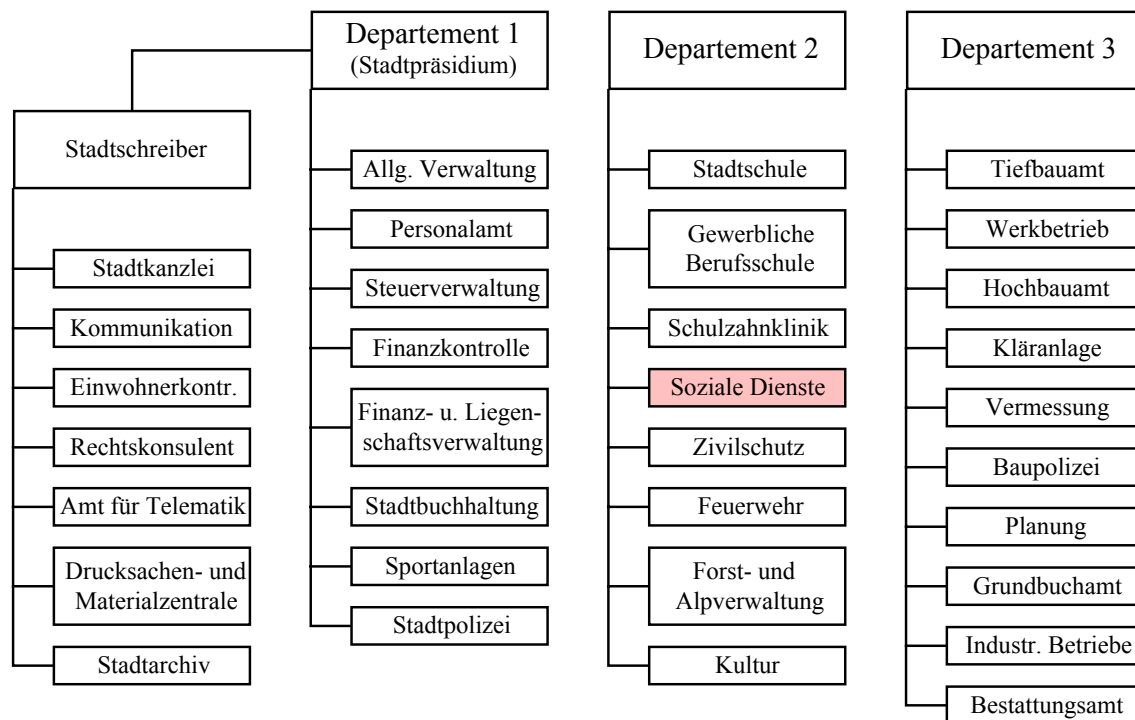 Departement 1
(Stadtpräsidium)
Stadtschreiber
Stadtkanzlei
Kommunikation
Einwohnerkontr.
Rechtskonsulent
Amt für Telematik
Drucksachen- und
Materialzentrale
Stadtarchiv
Allg. Verwaltung
Personalamt
Steuerverwaltung
Finanzkontrolle
Finanz- u. Liegen-
schaftsverwaltung
Stadtbuchhaltung
Sportanlagen
Stadtpolizei
Departement 2
Stadtschule
Gewerbliche
Berufsschule
Schulzahnklinik
Soziale Dienste
Zivilschutz
Feuerwehr
Forst- und
Alpverwaltung
Kultur
Departement 3
Tiefbauamt
Werkbetrieb
Hochbauamt
Kläranlage
Vermessung
Baupolizei
Planung
Grundbuchamt
Industr. Betriebe
Bestattungsamt